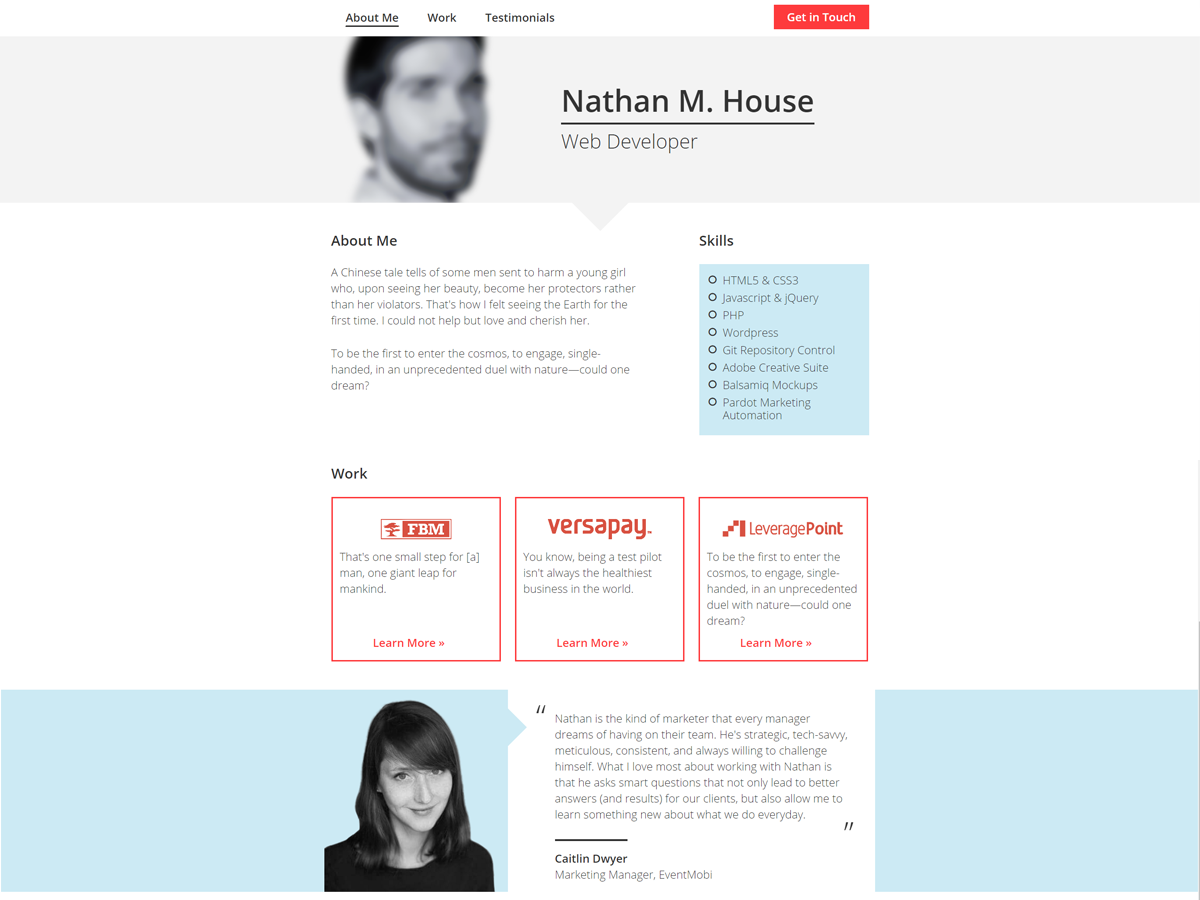 About Me
Work
Testimonials
Get in Touch
Nathan M. House
Web Developer
About Me
A Chinese tale tells of some men sent to harm a young girl
who, upon seeing her beauty, become her protectors rather
than her violators. That's how I felt seeing the Earth for the
first time. I could not help but love and cherish her.
To be the first to enter the cosmos, to engage, single-
handed, in an unprecedented duel with nature—could one
dream?
Skills
HTML5 & CSS3
Javascript & jQuery
PHP
Wordpress
Git Repository Control
Adobe Creative Suite
Balsamiq Mockups
Pardot Marketing
Automation
Work
FBM
That's one small step for [a]
man, one giant leap for
mankind.
Learn More »
versapay™
You know, being a test pilot
isn't always the healthiest
business in the world.
Learn More »
LeveragePoint
To be the first to enter the
cosmos, to engage, single-
handed, in an unprecedented
duel with nature—could one
dream?
Learn More »
“
Nathan is the kind of marketer that every manager
dreams of having on their team. He's strategic, tech-savvy,
meticulous, consistent, and always willing to challenge
himself. What I love most about working with Nathan is
that he asks smart questions that not only lead to better
answers (and results) for our clients, but also allow me to
learn something new about what we do everyday.
”
Caitlin Dwyer
Marketing Manager, EventMobi